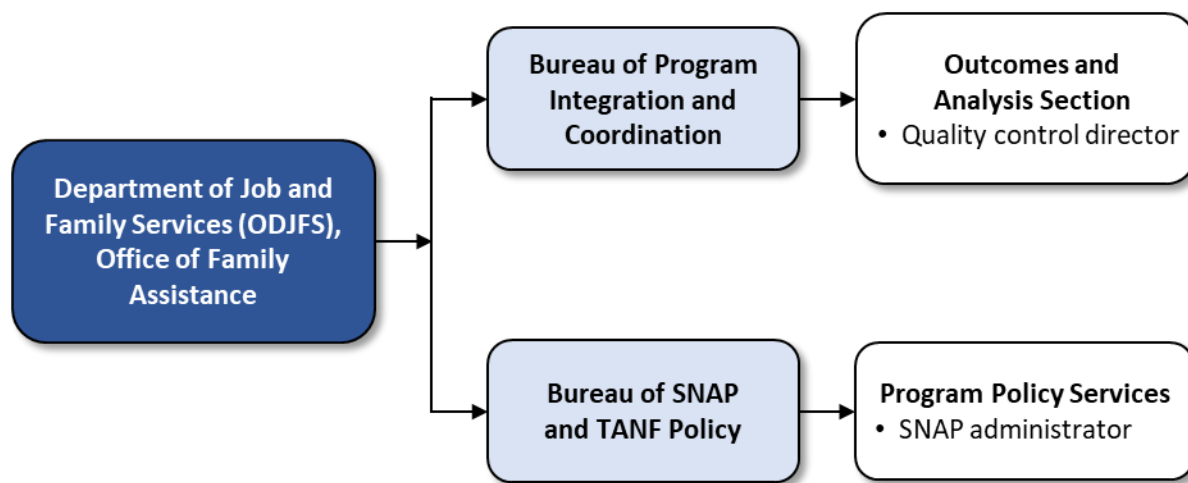 Department of Job and
Family Services (ODJFS),
Office of Family
Assistance
Bureau of Program
Integration and
Coordination
Outcomes and
Analysis Section
• Quality control director
Bureau of SNAP
and TANF Policy
Program Policy Services
• SNAP administrator